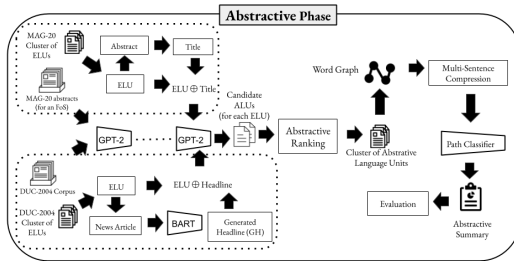 Abstractive Phase
MAG-20
Cluster of
ELUs
Abstract
Title
ELU
ELU ⊕ Title
MAG-20 abstracts
(for an FoS)
GPT-2
GPT-2
Candidate
ALUs
(for each ELU)
Abstractive
Ranking
Word Graph
Cluster of Abstrative
Language Units
Multi-Sentence
Compression
Path Classifier
Abstractive
Summary
Evaluation
DUC-2004 Corpus
DUC-2004
Cluster of
ELUs
ELU
ELU ⊕ Headline
News Article
BART
Generated
Headline (GH)